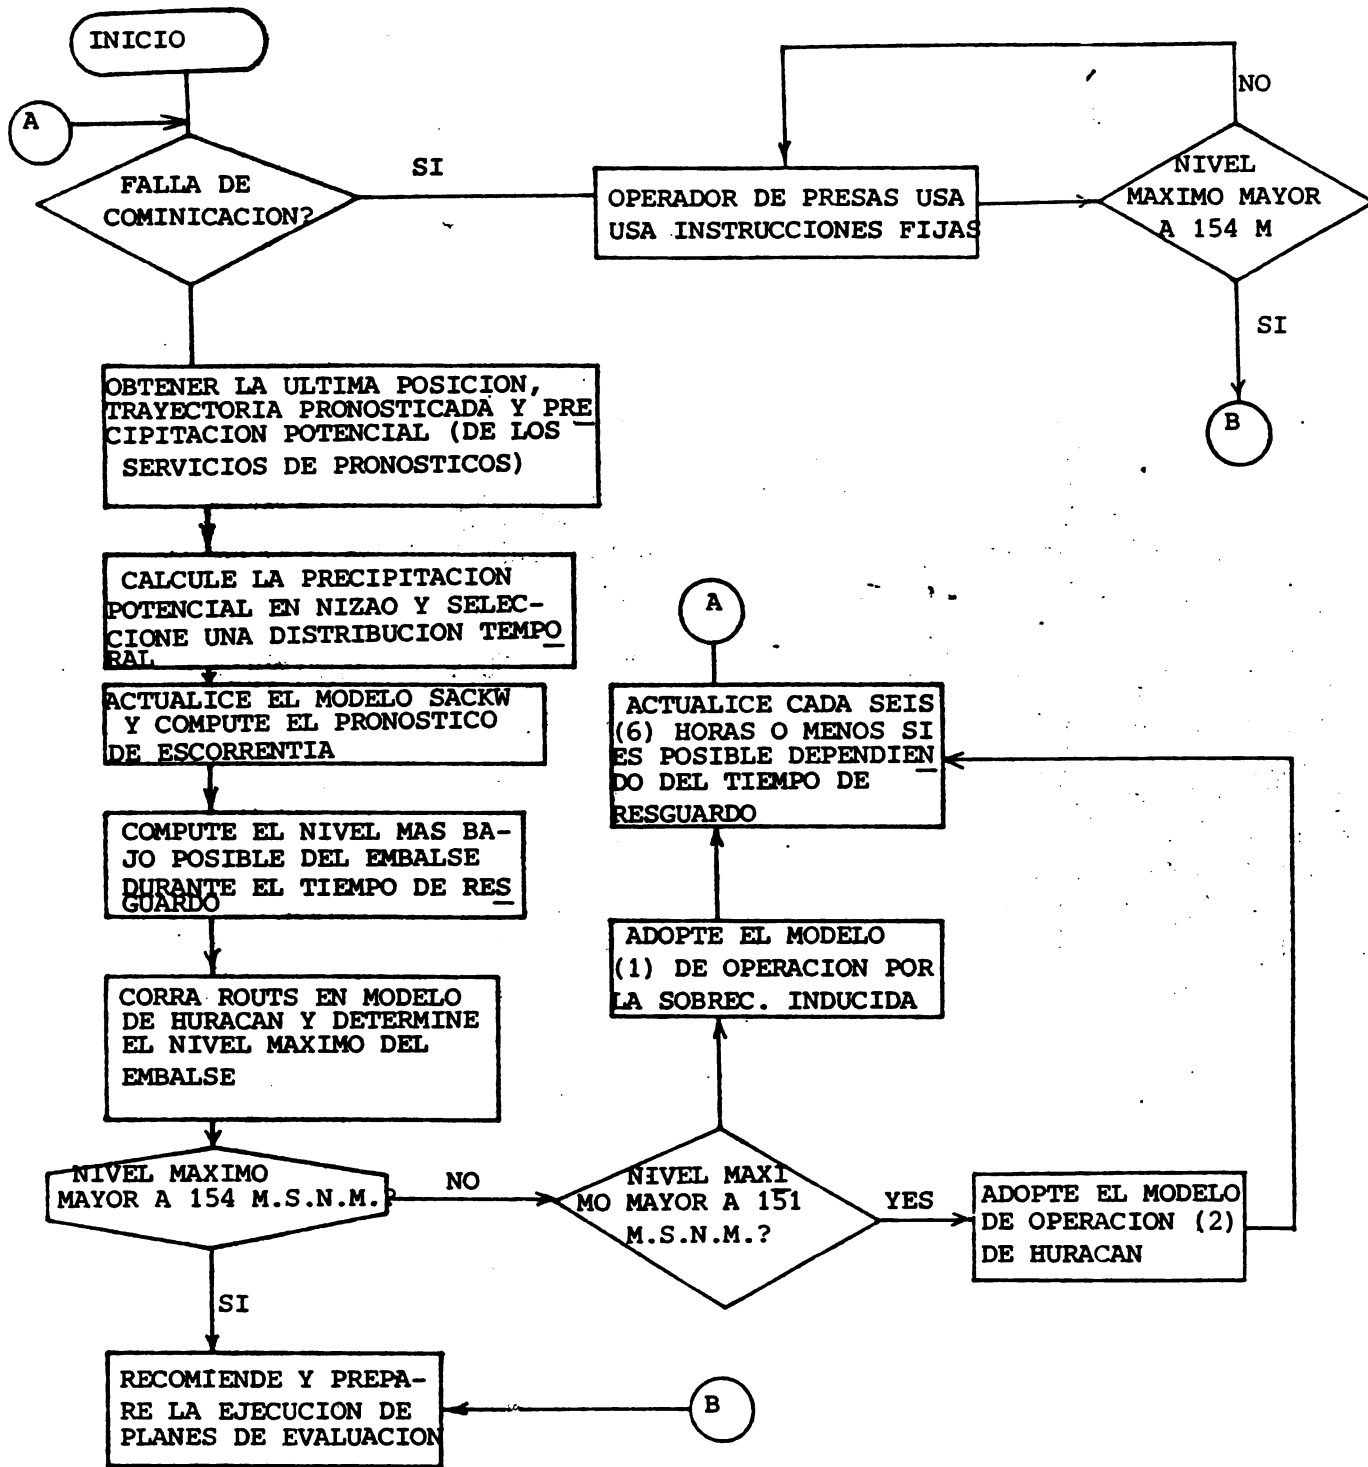 INICIO
A
FALLA DE
COMINICACION?
SI
OPERADOR DE PRESAS USA
USA INSTRUCCIONES FIJAS
NO
NIVEL
MAXIMO MAYOR
A 154 M
SI
B
OBTENER LA ULTIMA POSICION,
TRAYECTORIA PRONOSTICADA Y PRE
CIPITACION POTENCIAL (DE LOS
SERVICIOS DE PRONOSTICOS)
CALCULE LA PRECIPITACION
POTENCIAL EN NIZAO Y SELEC-
CIONE UNA DISTRIBUCION TEMPO
RAL
ACTUALICE EL MODELO SACKW
Y COMPUTE EL PRONOSTICO
DE ESCORRENTIA
COMPUTE EL NIVEL MAS BA-
JO POSIBLE DEL EMBALSE
DURANTE EL TIEMPO DE RES
GUARDO
CORRA ROUTS EN MODELO
DE HURACAN Y DETERMINE
EL NIVEL MAXIMO DEL
EMBALSE
NIVEL MAXIMO
MAYOR A 154 M.S.N.M.?
NO
SI
RECOMIENDE Y PREPA-
RE LA EJECUCION DE
PLANES DE EVALUACION
A
ACTUALICE CADA SEIS
(6) HORAS O MENOS SI
ES POSIBLE DEPENDIEN
DO DEL TIEMPO DE
RESGUARDO
ADOPTE EL MODELO
(1) DE OPERACION POR
LA SOBREC. INDUCIDA
NIVEL MAXI
MO MAYOR A 151
M.S.N.M.?
YES
ADOPTE EL MODELO
DE OPERACION (2)
DE HURACAN
B